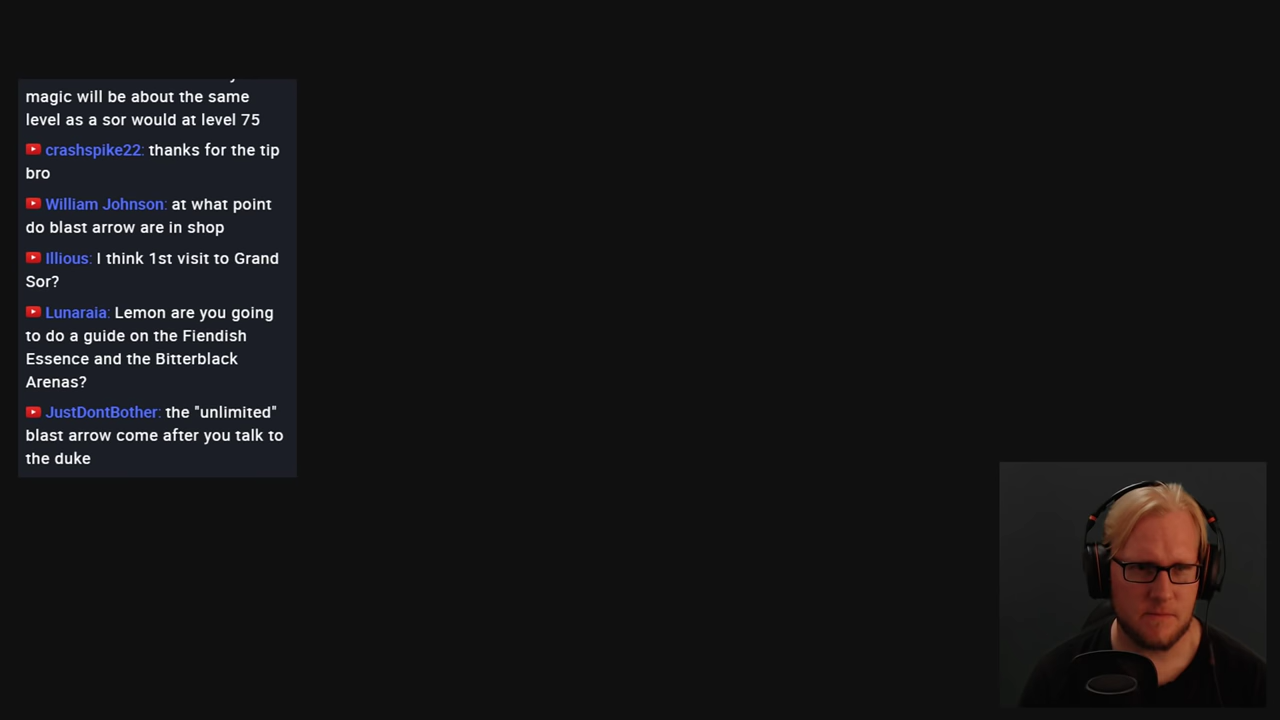 magic will be about the same
level as a sor would at level 75
crashspike22: thanks for the tip
bro
William Johnson: at what point
do blast arrow are in shop
Illious: I think 1st visit to Grand
Sor?
Lunaraia: Lemon are you going
to do a guide on the Fiendish
Essence and the Bitterblack
Arenas?
JustDontBother: the "unlimited"
blast arrow come after you talk to
the duke